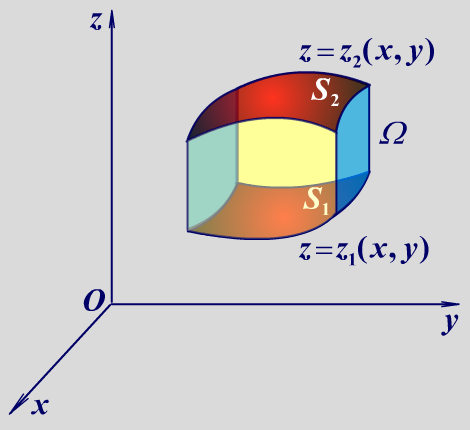 z
z=z₂(x, y)
S₂
Ω
S₁
z=z₁(x, y)
O
y
x